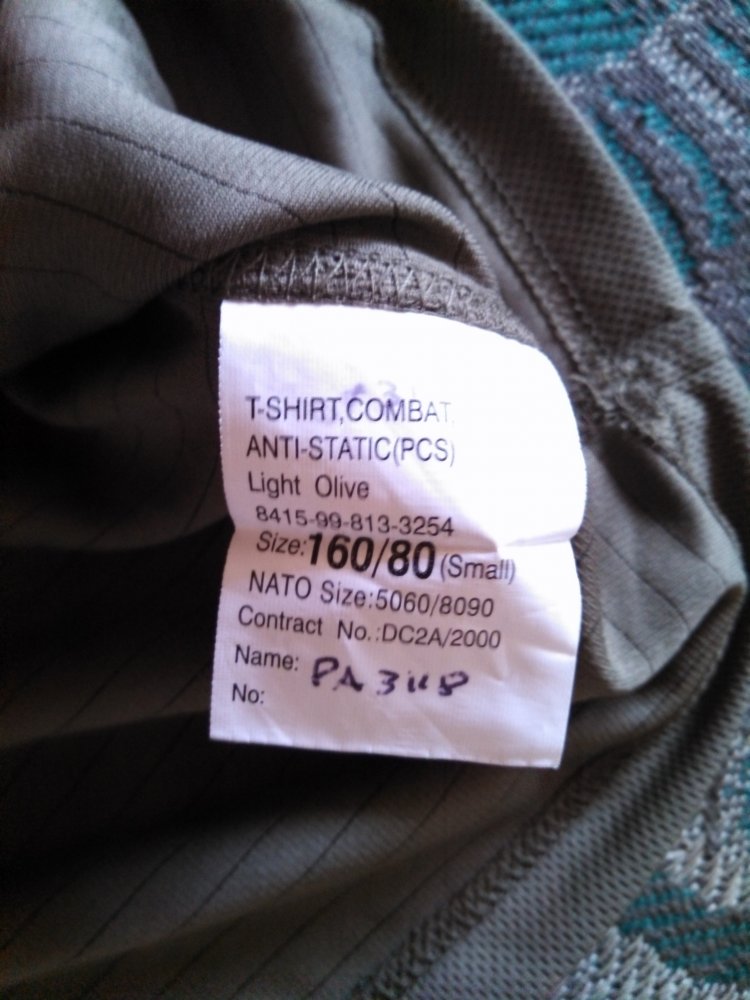 T-SHIRT,COMBAT,
ANTI-STATIC(PCS)
Light Olive
8415-99-813-3254
Size:160/80 (Small)
NATO Size:5060/8090
Contract No.:DC2A/2000
Name: РАЗИР
No: